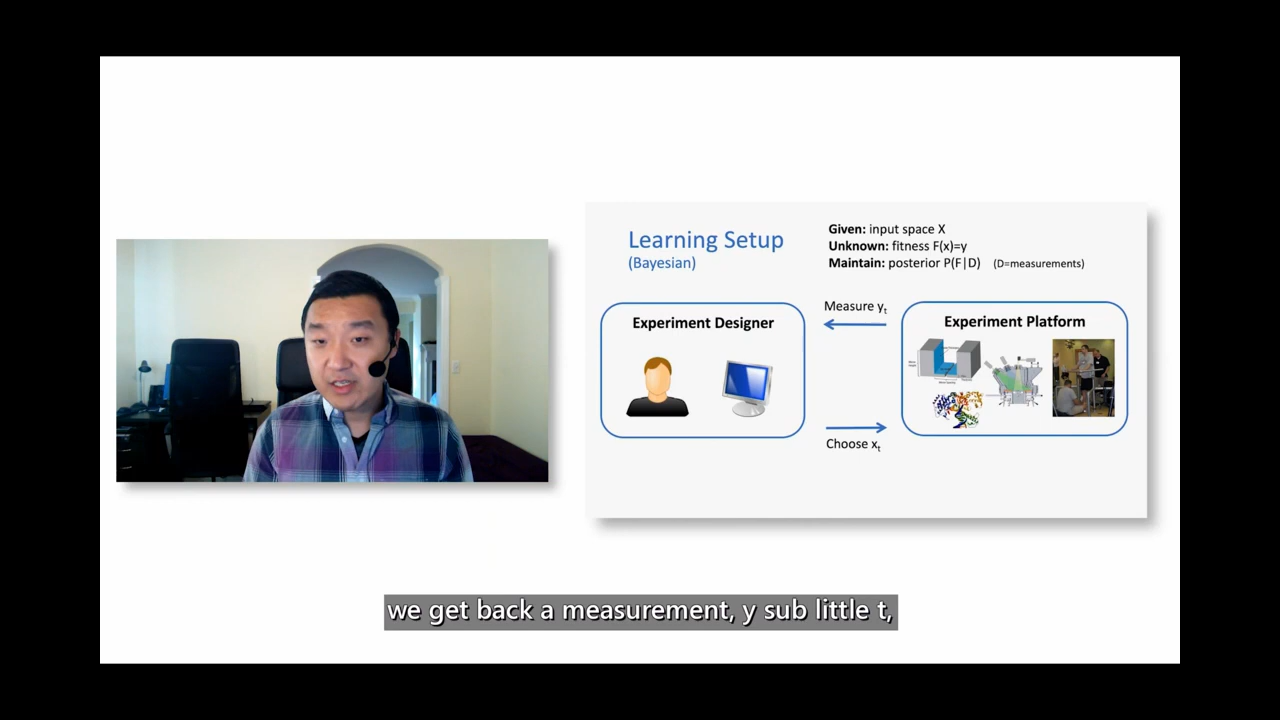 Learning Setup
(Bayesian)
Given: input space X
Unknown: fitness F(x)=y
Maintain: posterior P(F|D) (D=measurements)
Experiment Designer
Measure yt
Choose xt
Experiment Platform
we get back a measurement, y sub little t,